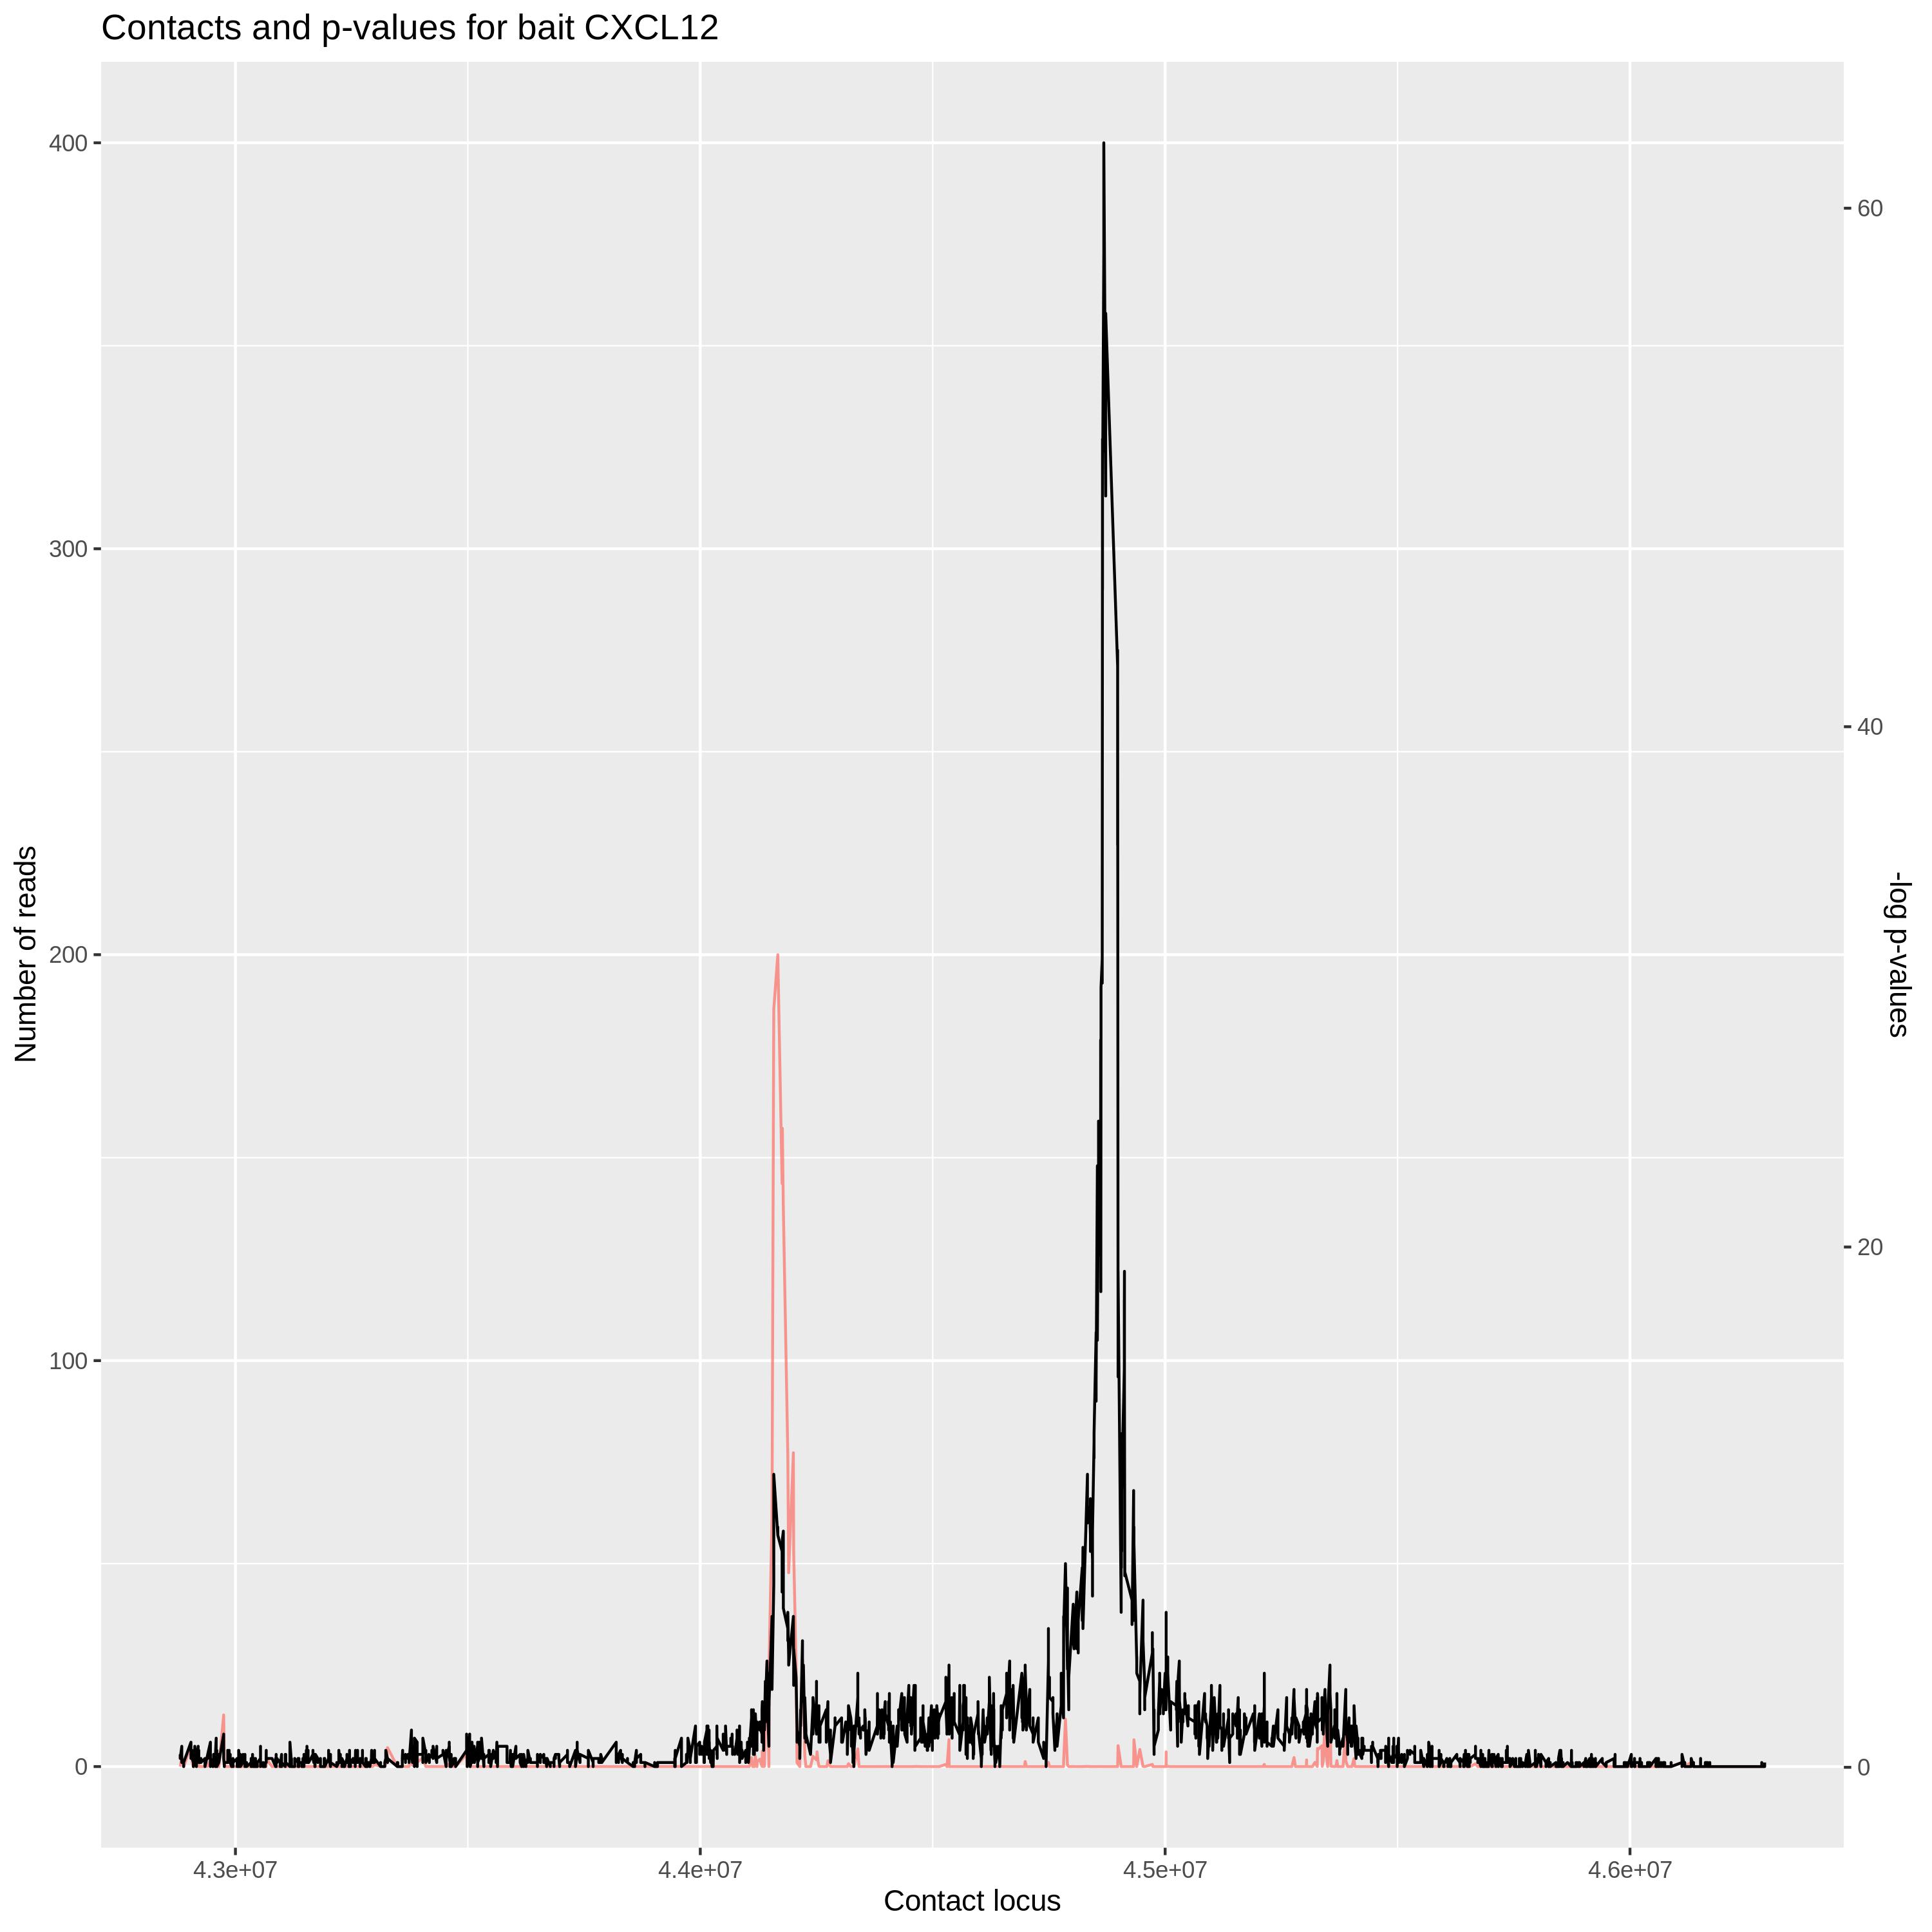 Contacts and p-values for bait CXCL12
400
300
200
100
0
Number of reads
60
40
20
0
-log p-values
4.3e+07 4.4e+07 4.5e+07 4.6e+07
Contact locus